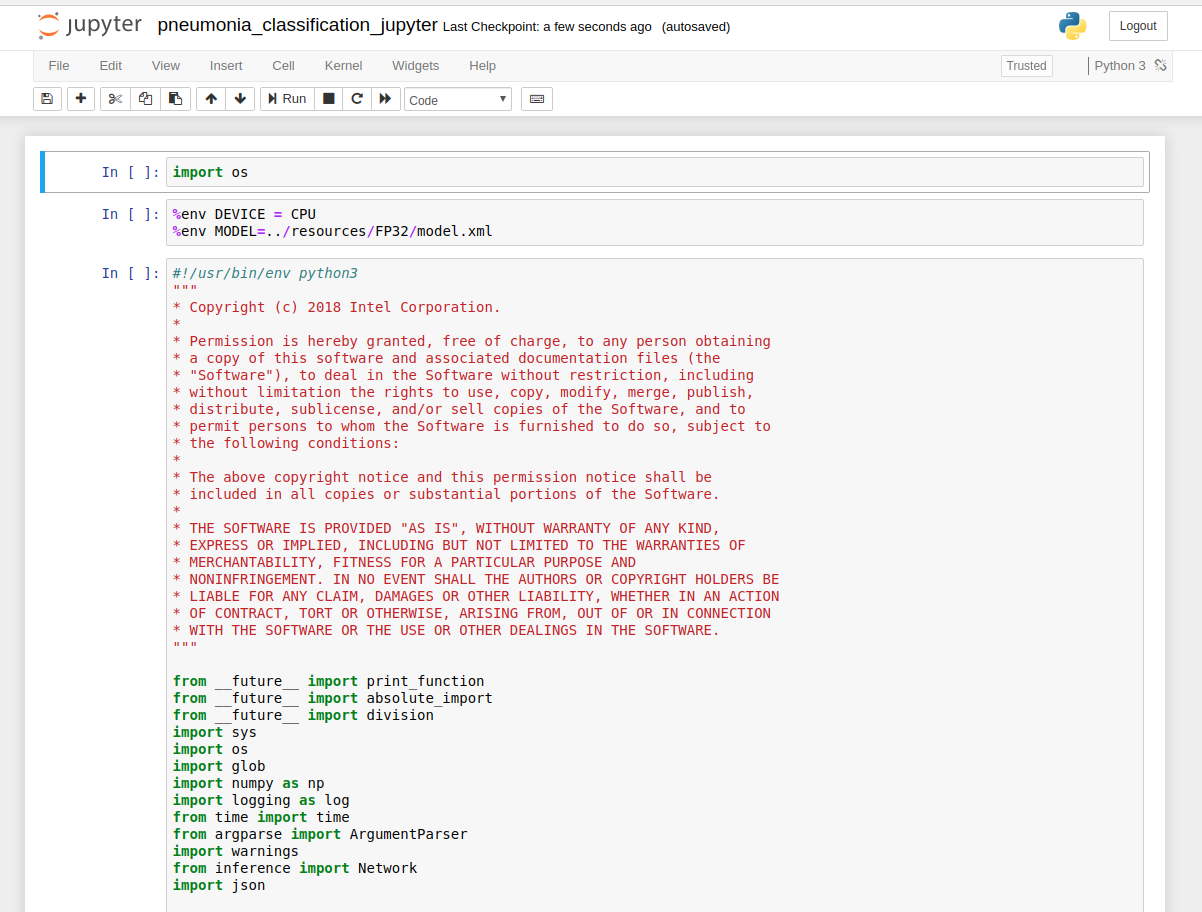 jupyter pneumonia_classification_jupyter Last Checkpoint: a few seconds ago (autosaved) Logout
File Edit View Insert Cell Kernel Widgets Help Trusted Python 3
Run Code
In [ ]: import os
In [ ]: %env DEVICE = CPU
%env MODEL=../resources/FP32/model.xml
In [ ]: #!/usr/bin/env python3
"""
* Copyright (c) 2018 Intel Corporation.
*
* Permission is hereby granted, free of charge, to any person obtaining
* a copy of this software and associated documentation files (the
* "Software"), to deal in the Software without restriction, including
* without limitation the rights to use, copy, modify, merge, publish,
* distribute, sublicense, and/or sell copies of the Software, and to
* permit persons to whom the Software is furnished to do so, subject to
* the following conditions:
*
* The above copyright notice and this permission notice shall be
* included in all copies or substantial portions of the Software.
*
* THE SOFTWARE IS PROVIDED "AS IS", WITHOUT WARRANTY OF ANY KIND,
* EXPRESS OR IMPLIED, INCLUDING BUT NOT LIMITED TO THE WARRANTIES OF
* MERCHANTABILITY, FITNESS FOR A PARTICULAR PURPOSE AND
* NONINFRINGEMENT. IN NO EVENT SHALL THE AUTHORS OR COPYRIGHT HOLDERS BE
* LIABLE FOR ANY CLAIM, DAMAGES OR OTHER LIABILITY, WHETHER IN AN ACTION
* OF CONTRACT, TORT OR OTHERWISE, ARISING FROM, OUT OF OR IN CONNECTION
* WITH THE SOFTWARE OR THE USE OR OTHER DEALINGS IN THE SOFTWARE.
"""
from __future__ import print_function
from __future__ import absolute_import
from __future__ import division
import sys
import os
import glob
import numpy as np
import logging as log
from time import time
from argparse import ArgumentParser
import warnings
from inference import Network
import json